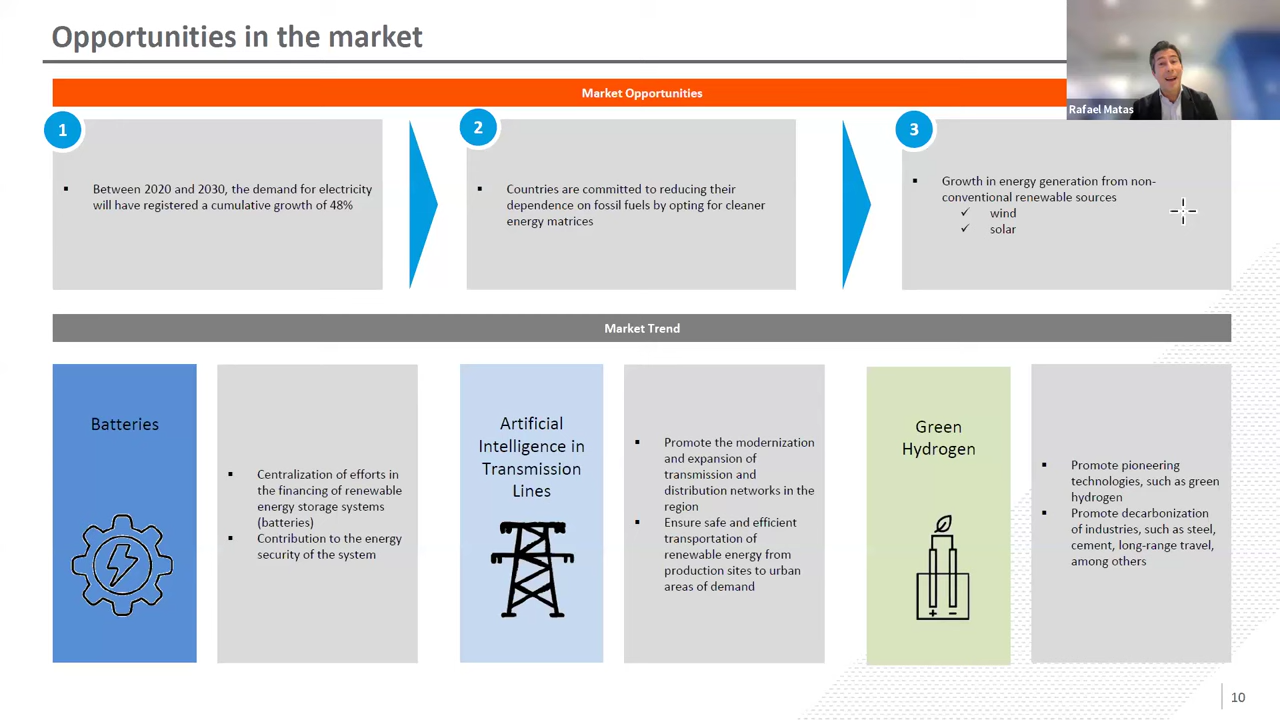 Opportunities in the market
Market Opportunities
Rafael Matas
1
Between 2020 and 2030, the demand for electricity
will have registered a cumulative growth of 48%
2
Countries are committed to reducing their
dependence on fossil fuels by opting for cleaner
energy matrices
3
Growth in energy generation from non-
conventional renewable sources
wind
solar
Market Trend
Batteries
Centralization of efforts in
the financing of renewable
energy storage systems
(batteries)
Contribution to the energy
security of the system
Artificial
Intelligence in
Transmission
Lines
Promote the modernization
and expansion of
transmission and
distribution networks in the
region
Ensure safe and efficient
transportation of
renewable energy from
production sites to urban
areas of demand
Green
Hydrogen
Promote pioneering
technologies, such as green
hydrogen
Promote decarbonization
of industries, such as steel,
cement, long-range travel,
among others
10